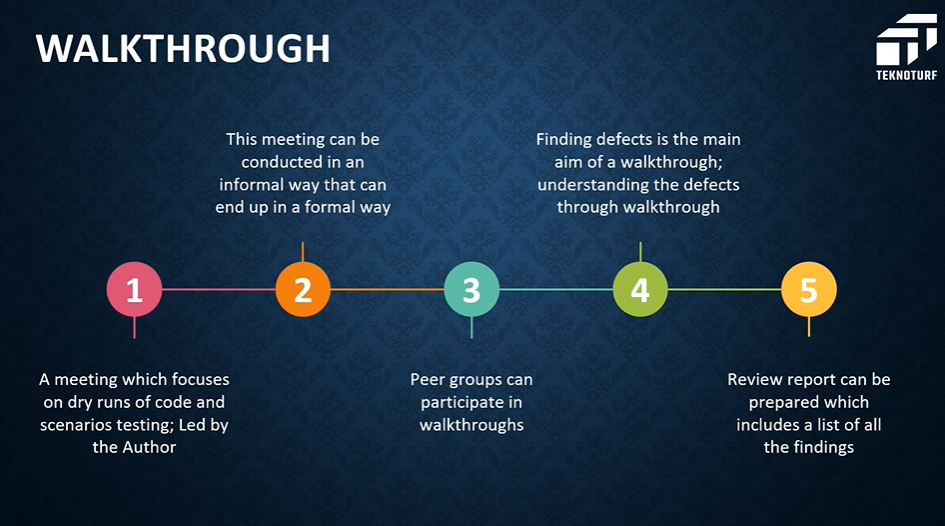 WALKTHROUGH
TEKNOTURF
1
A meeting which focuses
on dry runs of code and
scenarios testing; Led by
the Author
2
This meeting can be
conducted in an
informal way that can
end up in a formal way
3
Peer groups can
participate in
walkthroughs
4
Finding defects is the main
aim of a walkthrough;
understanding the defects
through walkthrough
5
Review report can be
prepared which
includes a list of all
the findings